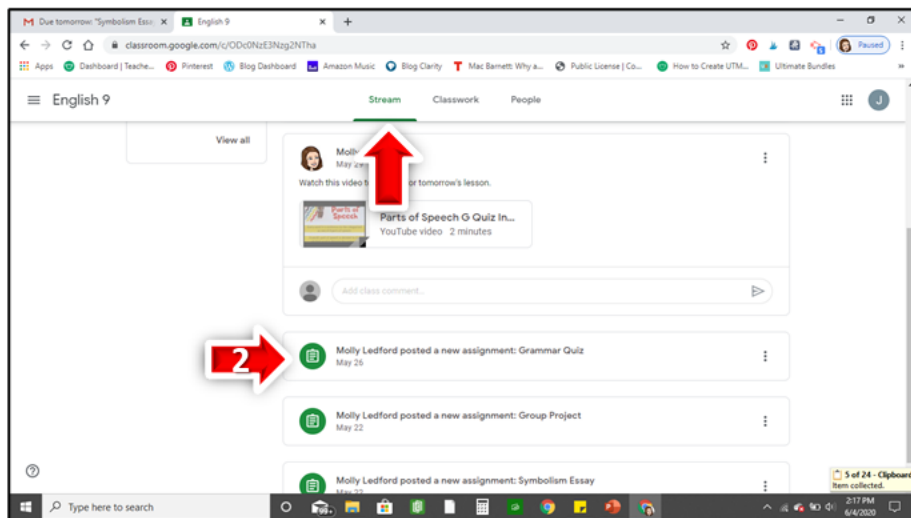 Due tomorrow: "Symbolism Essa
English 9
classroom.google.com/c/ODc0NzE3Nzg2NTha
Paused
Apps
Dashboard | Teache...
Pinterest
Blog Dashboard
Amazon Music
Blog Clarity
Mac Barnett: Why a...
Public License | Co...
How to Create UTM...
Ultimate Bundles
English 9
Stream
Classwork
People
J
View all
Molly
May 29
Watch this video t or tomorrow's lesson.
Parts of Speech
Parts of Speech G Quiz In...
YouTube video 2 minutes
Add class comment...
2
Molly Ledford posted a new assignment: Grammar Quiz
May 26
Molly Ledford posted a new assignment: Group Project
May 22
Molly Ledford posted a new assignment: Symbolism Essay
May 22
5 of 24 - Clipboard
Item collected.
Type here to search
2:17 PM
6/4/2020